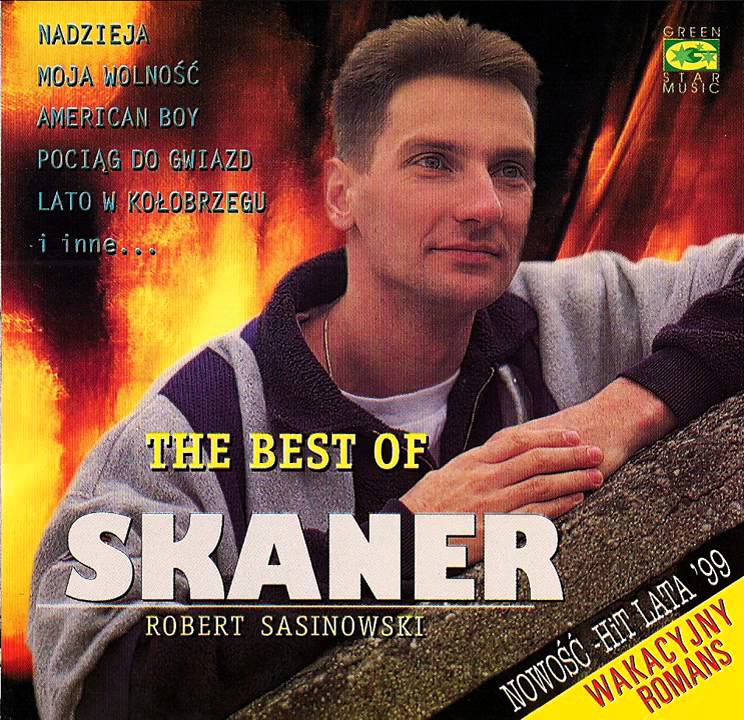 NADZIEJA
MOJA WOLNOŚĆ
AMERICAN BOY
POCIĄG DO GWIAZD
LATO W KOŁOBRZEGU
i inne...
GREEN
G
STAR
MUSIC
THE BEST OF
SKANER
ROBERT SASINOWSKI
NOWOŚĆ-HiT LATA '99
WAKACYJNY
ROMANS